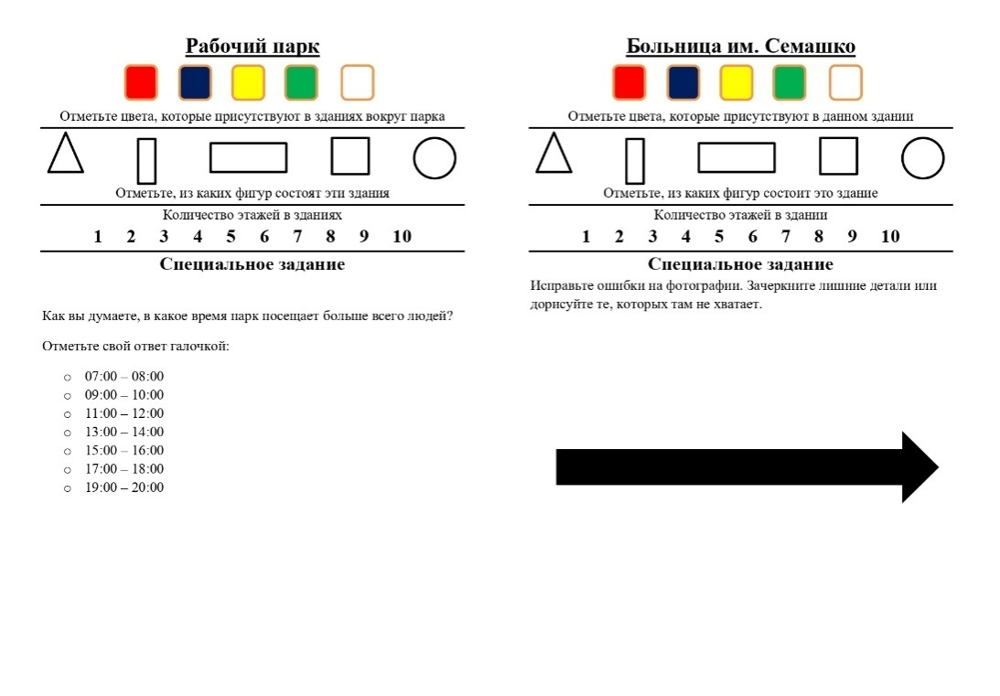 Рабочий парк
Отметьте цвета, которые присутствуют в зданиях вокруг парка
Отметьте, из каких фигур состоят эти здания
Количество этажей в зданиях
1 2 3 4 5 6 7 8 9 10
Специальное задание
Как вы думаете, в какое время парк посещает больше всего людей?
Отметьте свой ответ галочкой:
o 07:00 – 08:00
o 09:00 – 10:00
o 11:00 – 12:00
o 13:00 – 14:00
o 15:00 – 16:00
o 17:00 – 18:00
o 19:00 – 20:00
Больница им. Семашко
Отметьте цвета, которые присутствуют в данном здании
Отметьте, из каких фигур состоит это здание
Количество этажей в здании
1 2 3 4 5 6 7 8 9 10
Специальное задание
Исправьте ошибки на фотографии. Зачеркните лишние детали или
дорисуйте те, которых там не хватает.